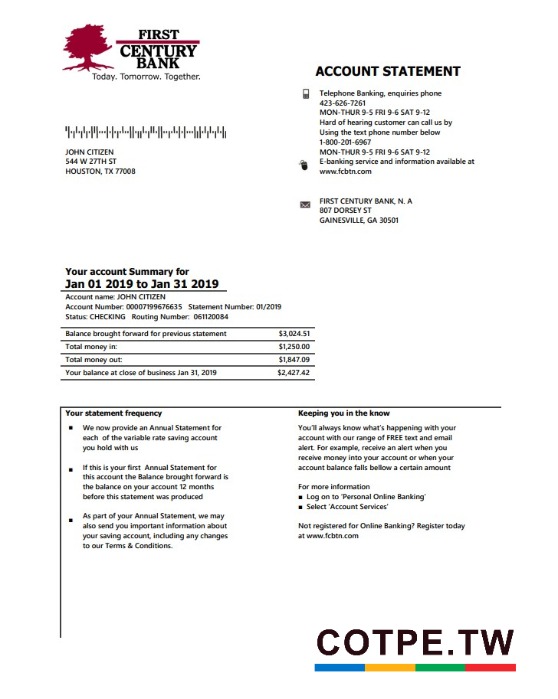 FIRST
CENTURY
BANK
Today. Tomorrow. Together.
ACCOUNT STATEMENT
Telephone Banking, enquiries phone
423-626-7261
MON-THUR 9-5 FRI 9-6 SAT 9-12
Hard of hearing customer can call us by
Using the text phone number below
1-800-201-6967
MON-THUR 9-5 FRI 9-6 SAT 9-12
E-banking service and information available at
www.fcbtn.com
JOHN CITIZEN
544 W 27TH ST
HOUSTON, TX 77008
FIRST CENTURY BANK, N. A
807 DORSEY ST
GAINESVILLE, GA 30501
Your account Summary for
Jan 01 2019 to Jan 31 2019
Account name: JOHN CITIZEN
Account Number: 00007199676635 Statement Number: 01/2019
Status: CHECKING Routing Number: 061120084
Balance brought forward for previous statement $3,024.51
Total money in: $1,250.00
Total money out: $1,847.09
Your balance at close of business Jan 31, 2019 $2,427.42
Your statement frequency
We now provide an Annual Statement for
each of the variable rate saving account
you hold with us
If this is your first Annual Statement for
this account the Balance brought forward is
the balance on your account 12 months
before this statement was produced
As part of your Annual Statement, we may
also send you important information about
your saving account, including any changes
to our Terms & Conditions.
Keeping you in the know
You'll always know what's happening with your
account with our range of FREE text and email
alert. For example, receive an alert when you
receive money into your account or when your
account balance falls bellow a certain amount
For more information
Log on to 'Personal Online Banking'
Select 'Account Services'
Not registered for Online Banking? Register today
at www.fcbtn.com
COTPE.TW